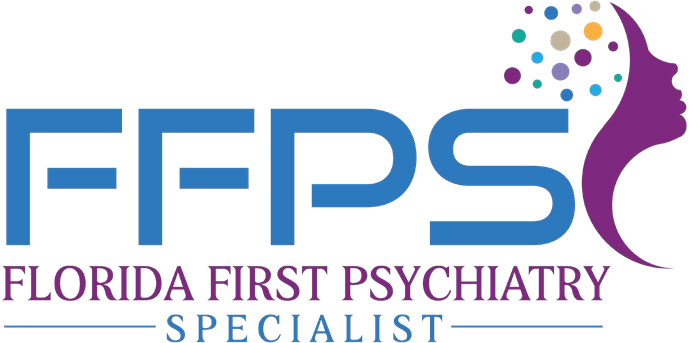 FFPS
FLORIDA FIRST PSYCHIATRY
SPECIALIST